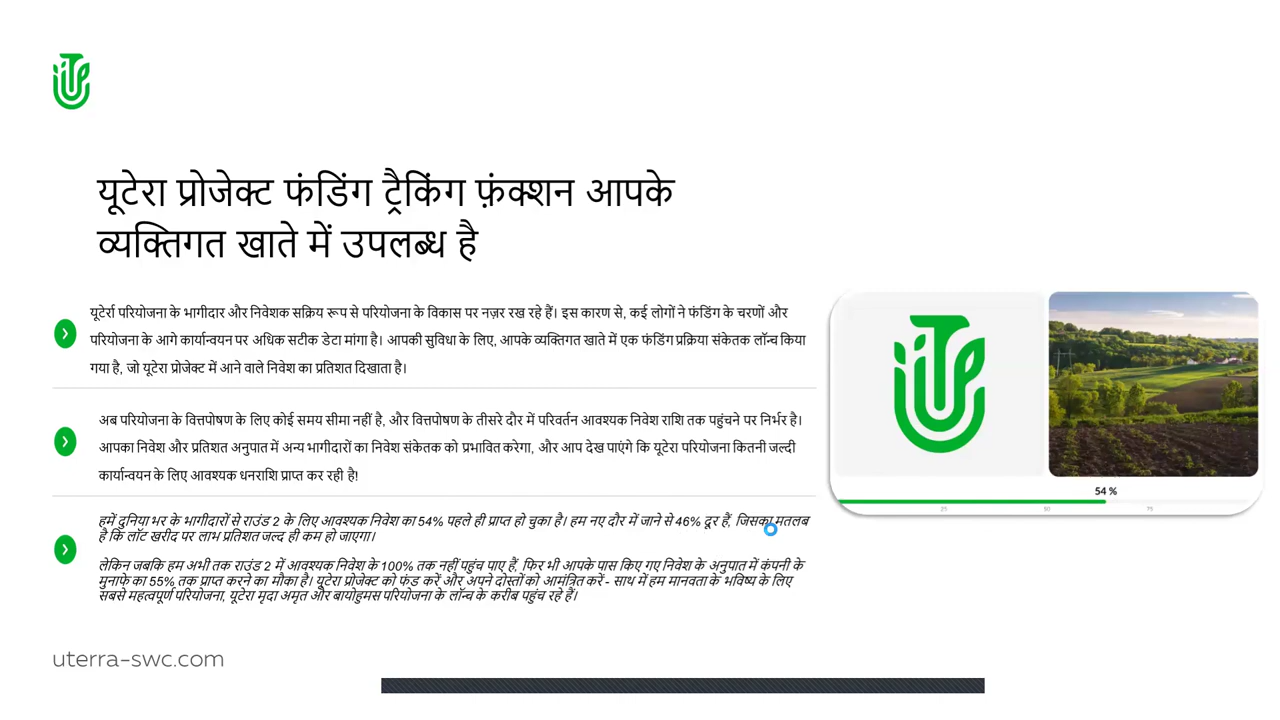 यूटेरा प्रोजेक्ट फंडिंग ट्रैकिंग फ़ंक्शन आपके
व्यक्तिगत खाते में उपलब्ध है
यूटेर्रा परियोजना के भागीदार और निवेशक सक्रिय रूप से परियोजना के विकास पर नज़र रख रहे हैं। इस कारण से, कई लोगों ने फंडिंग के चरणों और
परियोजना के आगे कार्यान्वयन पर अधिक सटीक डेटा मांगा है। आपकी सुविधा के लिए, आपके व्यक्तिगत खाते में एक फंडिंग प्रक्रिया संकेतक लॉन्च किया
गया है, जो यूटेरा प्रोजेक्ट में आने वाले निवेश का प्रतिशत दिखाता है।
अब परियोजना के वित्तपोषण के लिए कोई समय सीमा नहीं है, और वित्तपोषण के तीसरे दौर में परिवर्तन आवश्यक निवेश राशि तक पहुंचने पर निर्भर है।
आपका निवेश और प्रतिशत अनुपात में अन्य भागीदारों का निवेश संकेतक को प्रभावित करेगा, और आप देख पाएंगे कि यूटेरा परियोजना कितनी जल्दी
कार्यान्वयन के लिए आवश्यक धनराशि प्राप्त कर रही है!
हमें दुनिया भर के भागीदारों से राउंड 2 के लिए आवश्यक निवेश का 54% पहले ही प्राप्त हो चुका है। हम नए दौर में जाने से 46% दूर हैं, जिसका मतलब
है कि लॉट खरीद पर लाभ प्रतिशत जल्द ही कम हो जाएगा।
लेकिन जबकि हम अभी तक राउंड 2 में आवश्यक निवेश के 100% तक नहीं पहुंच पाए हैं, फिर भी आपके पास किए गए निवेश के अनुपात में कंपनी के
मुनाफे का 55% तक प्राप्त करने का मौका है। यूटेरा प्रोजेक्ट को फंड करें और अपने दोस्तों को आमंत्रित करें - साथ में हम मानवता के भविष्य के लिए
सबसे महत्वपूर्ण परियोजना, यूटेरा मृदा अमृत और बायोहुमस परियोजना के लॉन्च के करीब पहुंच रहे हैं।
54 %
25 50 75
uterra-swc.com